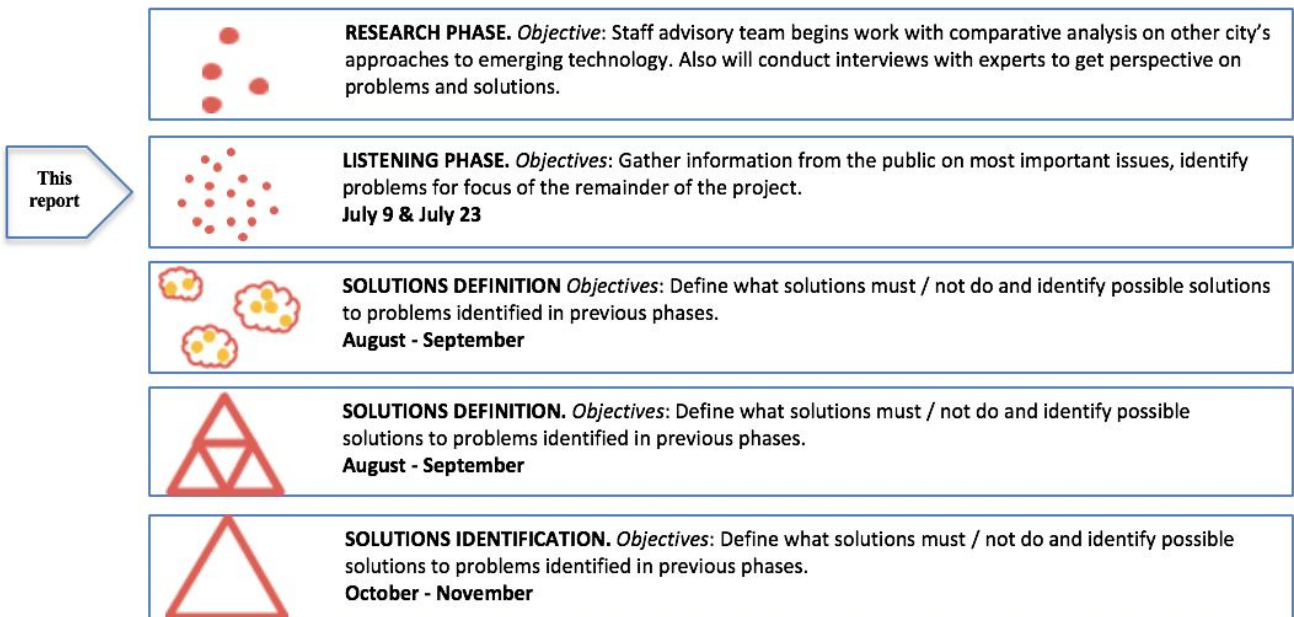 RESEARCH PHASE. Objective: Staff advisory team begins work with comparative analysis on other city's
approaches to emerging technology. Also will conduct interviews with experts to get perspective on
problems and solutions.
This
report
LISTENING PHASE. Objectives: Gather information from the public on most important issues, identify
problems for focus of the remainder of the project.
July 9 & July 23
SOLUTIONS DEFINITION Objectives: Define what solutions must / not do and identify possible solutions
to problems identified in previous phases.
August - September
SOLUTIONS DEFINITION. Objectives: Define what solutions must / not do and identify possible
solutions to problems identified in previous phases.
August - September
SOLUTIONS IDENTIFICATION. Objectives: Define what solutions must / not do and identify possible
solutions to problems identified in previous phases.
October - November